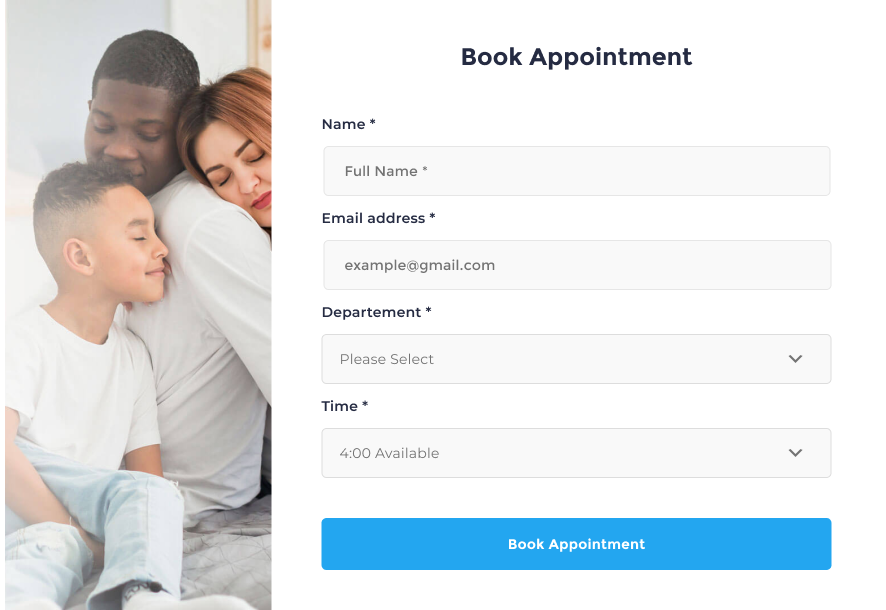 Book Appointment
Name *
Full Name *
Email address *
example@gmail.com
Departement *
Please Select
Time *
4:00 Available
Book Appointment